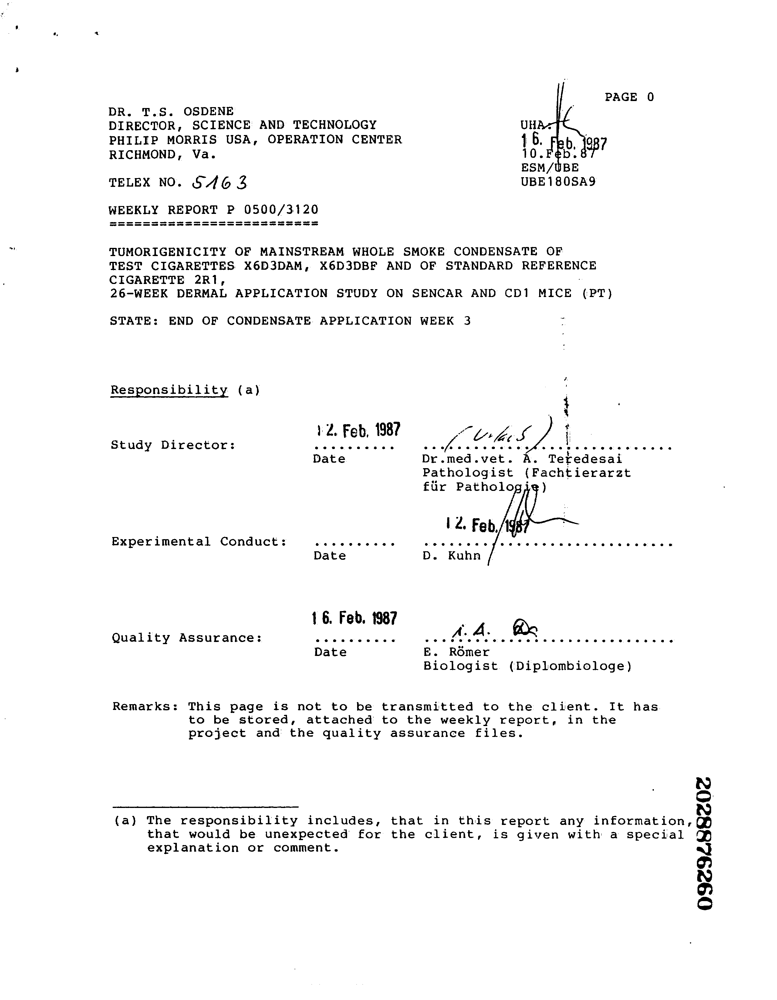 PAGE 0
DR. T.S. OSDENE
DIRECTOR, SCIENCE AND TECHNOLOGY
PHILIP MORRIS USA, OPERATION CENTER
RICHMOND, Va.
UHA
16. Feb. 1987
10.Feb.87
ESM/UBE
UBE180SA9
TELEX NO. 5163
WEEKLY REPORT P 0500/3120
=========================
TUMORIGENICITY OF MAINSTREAM WHOLE SMOKE CONDENSATE OF
TEST CIGARETTES X6D3DAM, X6D3DBF AND OF STANDARD REFERENCE
CIGARETTE 2R1,
26-WEEK DERMAL APPLICATION STUDY ON SENCAR AND CD1 MICE (PT)
STATE: END OF CONDENSATE APPLICATION WEEK 3
Responsibility (a)
12. Feb. 1987
Study Director: .......... ...............................
Date Dr.med.vet. A. Teredesai
Pathologist (Fachtierarzt
für Pathologie)
12. Feb. 1987
Experimental Conduct: .......... ...............................
Date D. Kuhn
16. Feb. 1987 i.A.
Quality Assurance: .......... ...............................
Date E. Römer
Biologist (Diplombiologe)
Remarks: This page is not to be transmitted to the client. It has
to be stored, attached to the weekly report, in the
project and the quality assurance files.
(a) The responsibility includes, that in this report any information,
that would be unexpected for the client, is given with a special
explanation or comment.
2028876260